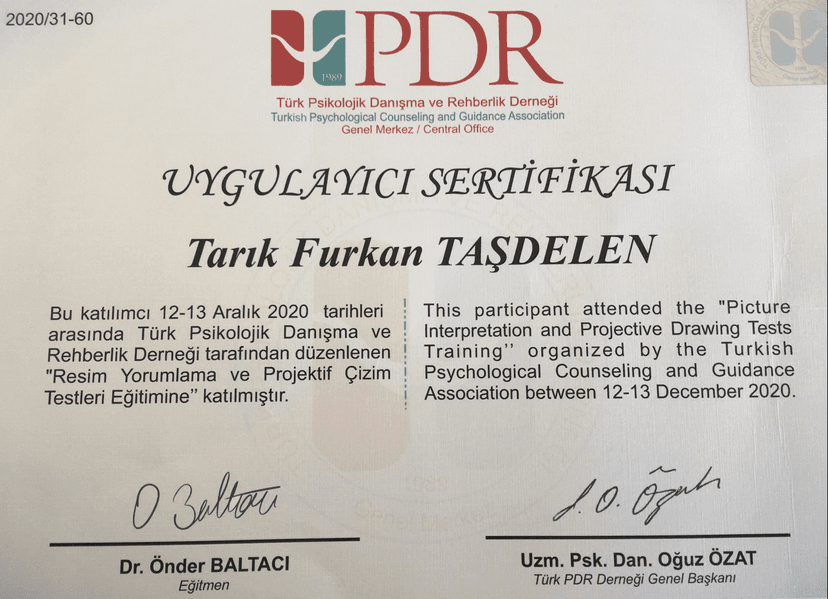 2020/31-60
1989
PDR
Türk Psikolojik Danışma ve Rehberlik Derneği
Turkish Psychological Counseling and Guidance Association
Genel Merkez / Central Office
UYGULAYICI SERTİFİKASI
Tarık Furkan TAŞDELEN
Bu katılımcı 12-13 Aralık 2020 tarihleri
arasında Türk Psikolojik Danışma ve
Rehberlik Derneği tarafından düzenlenen
"Resim Yorumlama ve Projektif Çizim
Testleri Eğitimine’’ katılmıştır.
This participant attended the "Picture
Interpretation and Projective Drawing Tests
Training’’ organized by the Turkish
Psychological Counseling and Guidance
Association between 12-13 December 2020.
1989
Genel Merkez
O Baltacı
Dr. Önder BALTACI
Eğitmen
Uzm. Psk. Dan. Oğuz ÖZAT
Türk PDR Derneği Genel Başkanı